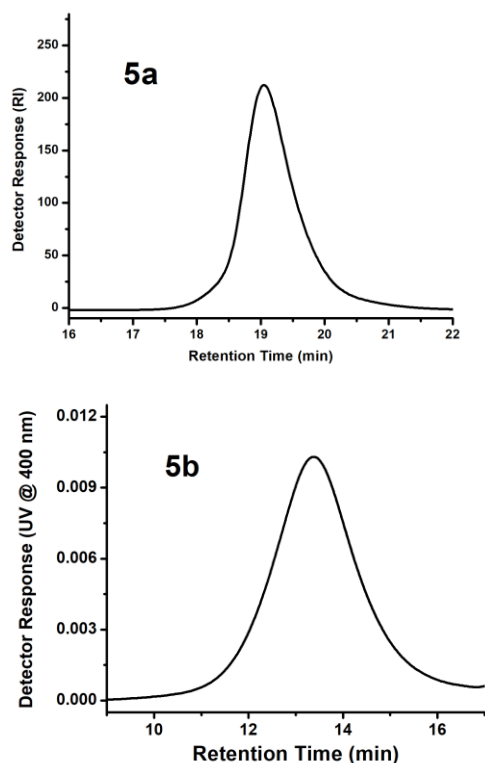 5a
Detector Response (RI)
250
200
150
100
50
0
16 17 18 19 20 21 22
Retention Time (min)
5b
Detector Response (UV @ 400 nm)
0.012
0.009
0.006
0.003
0.000
10 12 14 16
Retention Time (min)